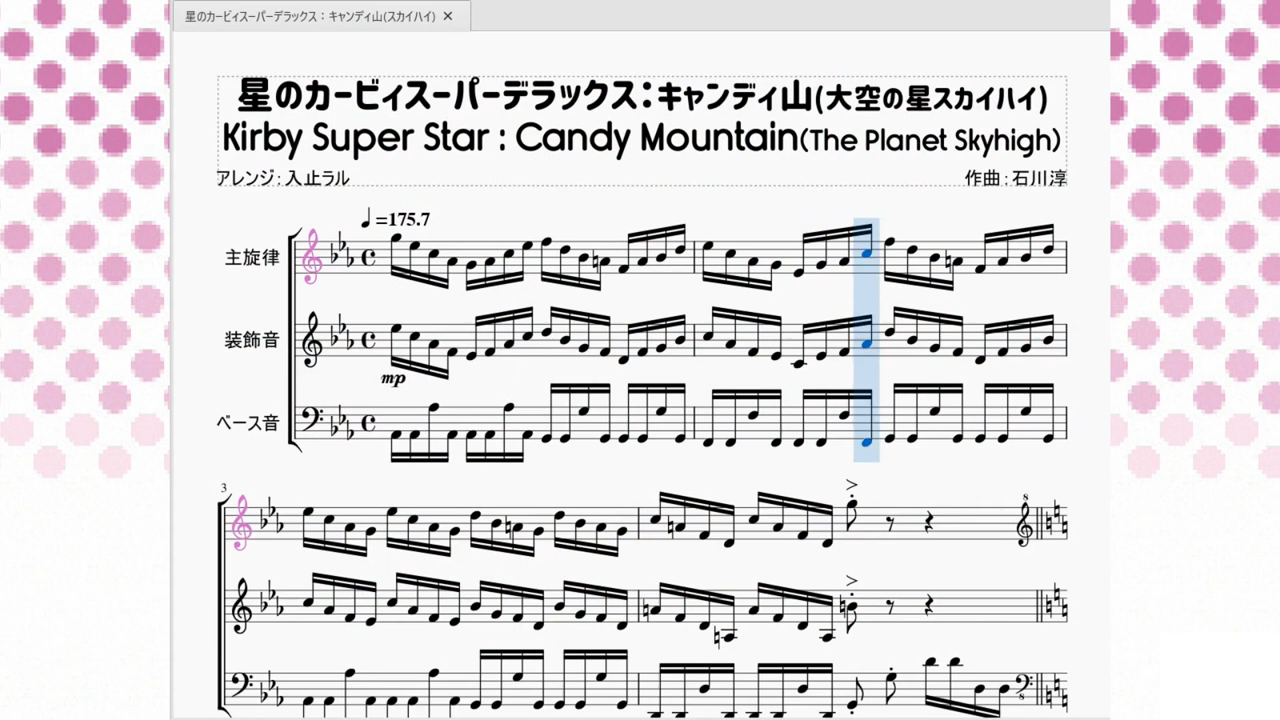 星のカービィスーパーデラックス：キャンディ山(スカイハイ) ✕
星のカービィスーパーデラックス：キャンディ山(大空の星スカイハイ)
Kirby Super Star : Candy Mountain(The Planet Skyhigh)
アレンジ：入止ラル
作曲：石川淳
=175.7
主旋律
装飾音
mp
ベース音
3
8
8